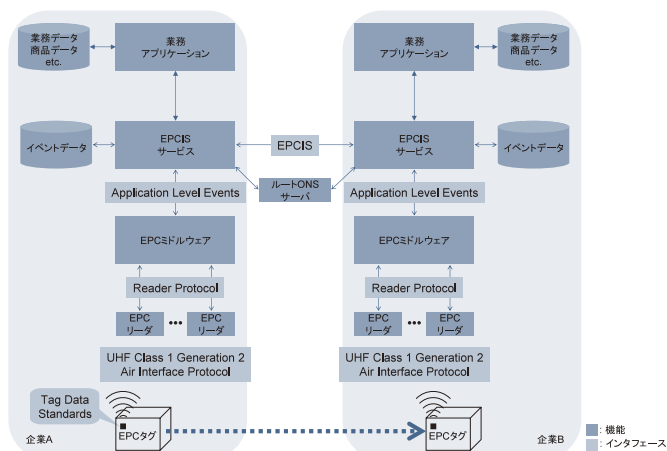 業務データ
商品データ
etc.
業務
アプリケーション
業務
アプリケーション
業務データ
商品データ
etc.
イベントデータ
EPCIS
サービス
EPCIS
EPCIS
サービス
イベントデータ
ルートONS
サーバ
Application Level Events
Application Level Events
EPCミドルウェア
EPCミドルウェア
Reader Protocol
Reader Protocol
EPC
リーダ
•••
EPC
リーダ
EPC
リーダ
•••
EPC
リーダ
UHF Class 1 Generation 2
Air Interface Protocol
UHF Class 1 Generation 2
Air Interface Protocol
Tag Data
Standards
EPCタグ
EPCタグ
企業A
企業B
: 機能
: インタフェース